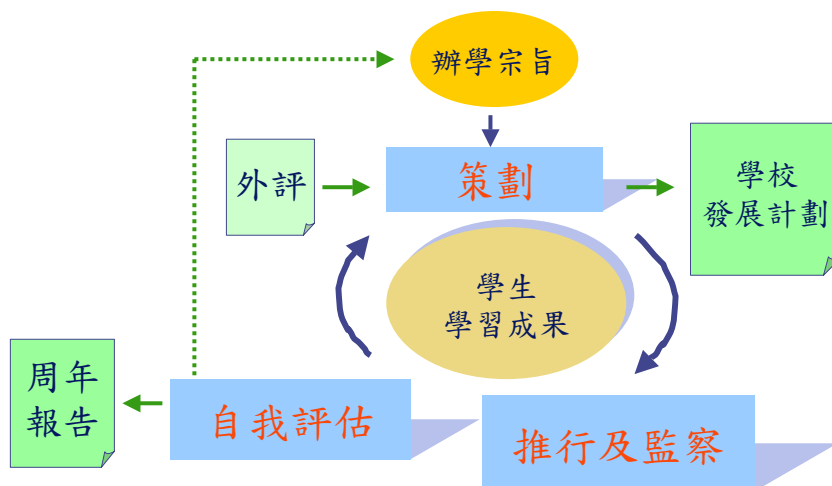 辦學宗旨
外評
策劃
學校
發展計劃
學生
學習成果
周年
報告
自我評估
推行及監察